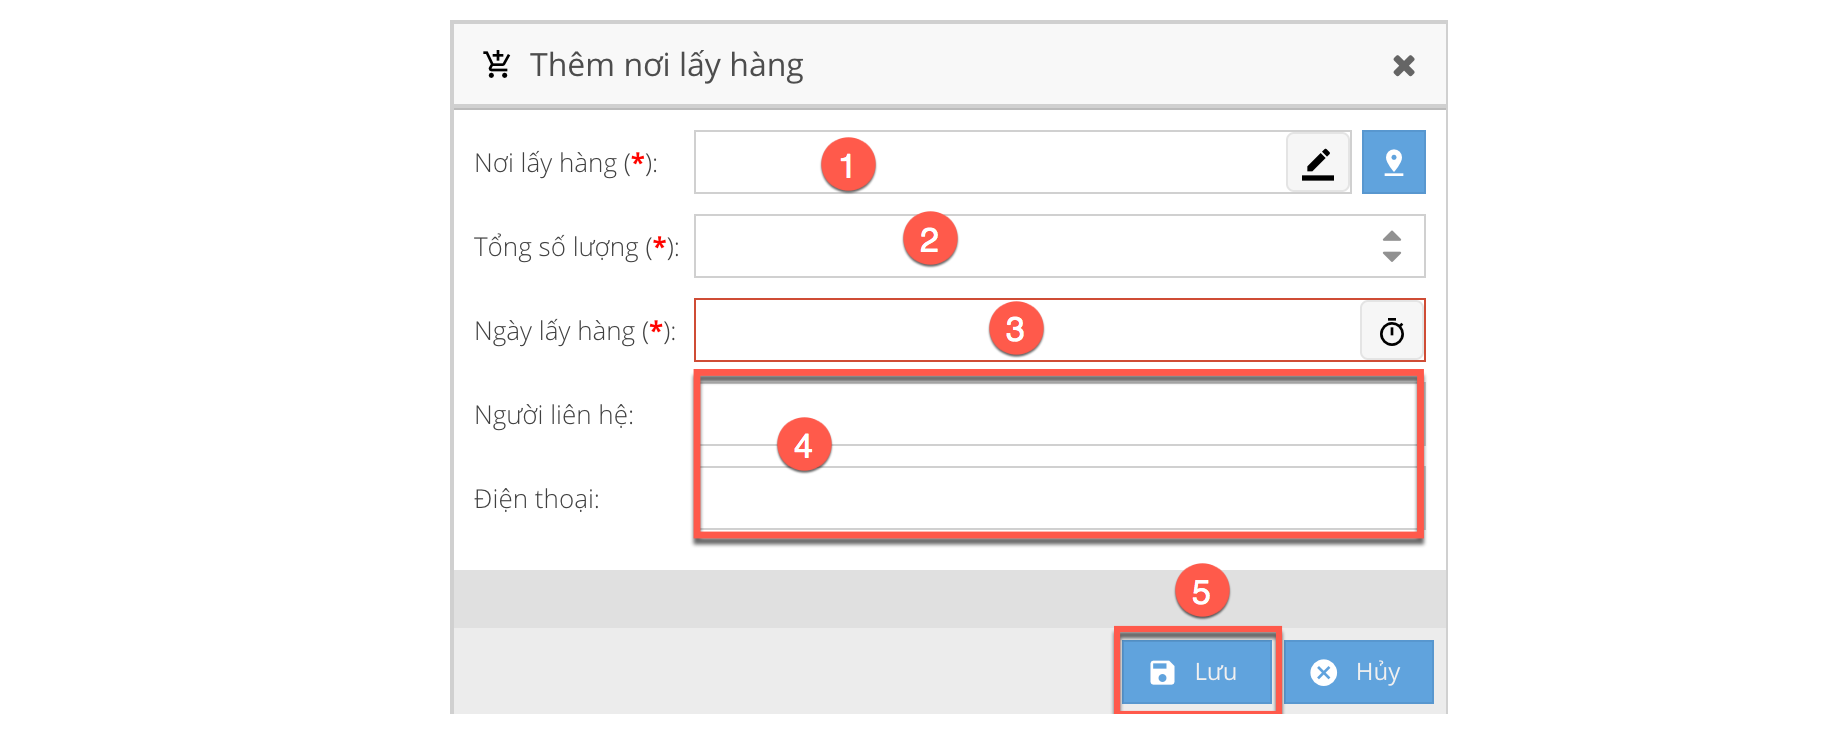 Thêm nơi lấy hàng
Nơi lấy hàng (*): 1
Tổng số lượng (*): 2
Ngày lấy hàng (*): 3
Người liên hệ:
4
Điện thoại:
5
Lưu Hủy